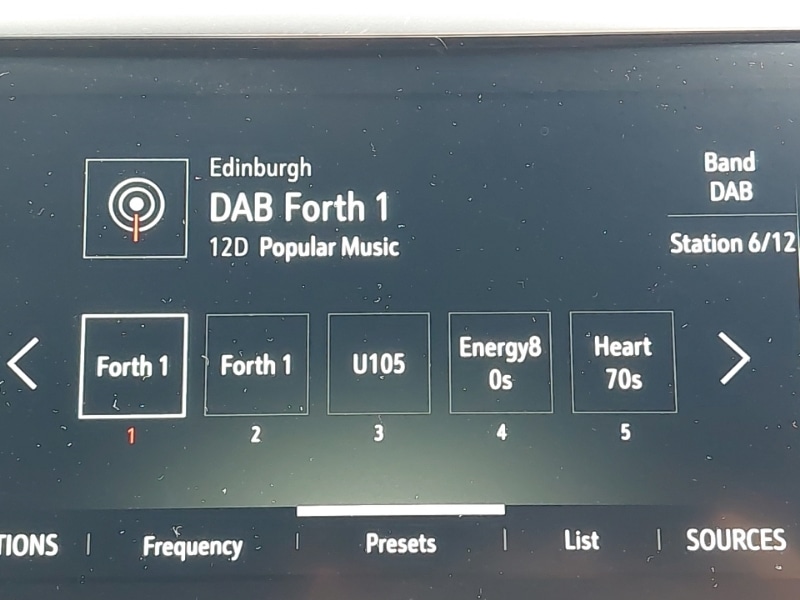 Edinburgh
DAB Forth 1
12D Popular Music
Band
DAB
Station 6/12
Forth 1
Forth 1
U105
Energy8
0s
Heart
70s
1
2
3
4
5
TIONS
Frequency
Presets
List
SOURCES